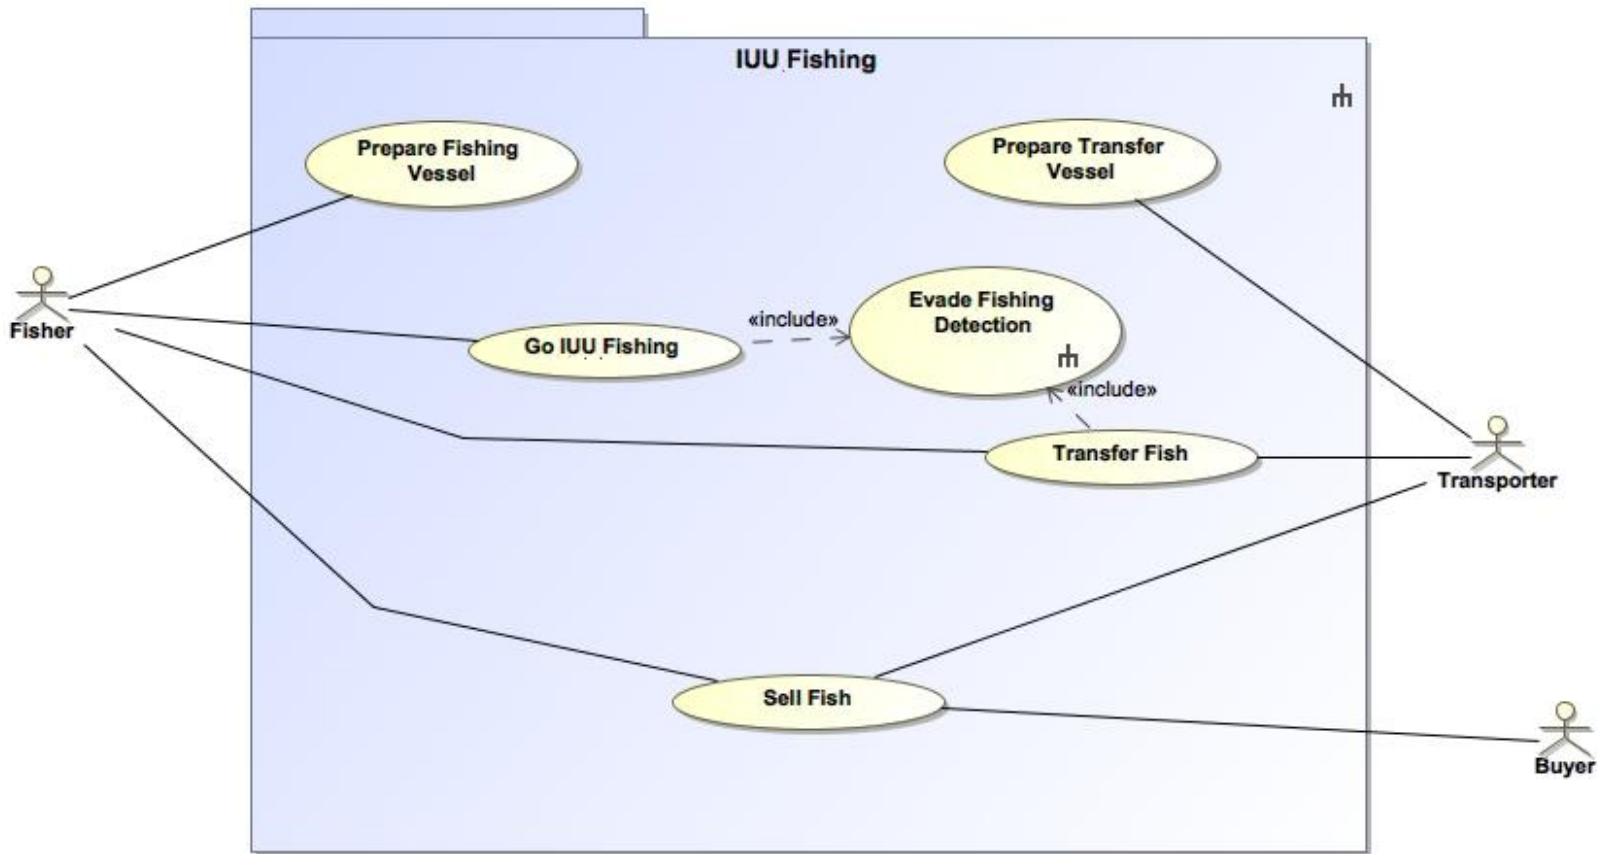 IUU Fishing
Prepare Fishing
Vessel
Prepare Transfer
Vessel
Evade Fishing
Detection
Fisher
«include»
Go IUU Fishing
«include»
Transfer Fish
Transporter
Sell Fish
Buyer